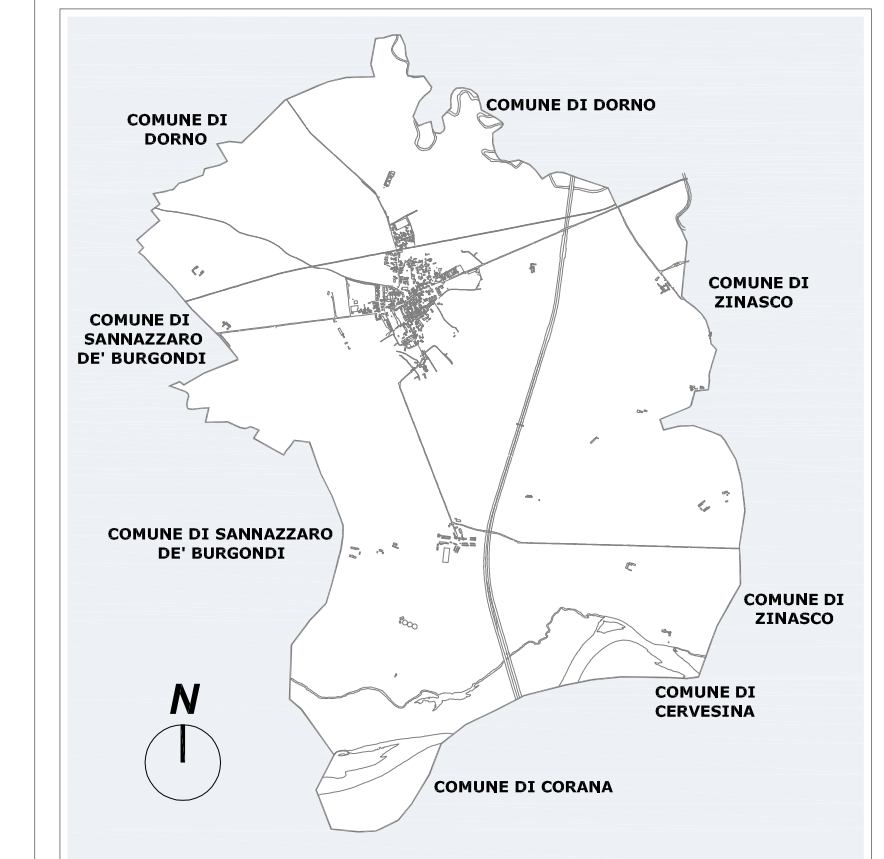 COMUNE DI
DORNO
COMUNE DI DORNO
COMUNE DI
ZINASCO
COMUNE DI
SANNAZZARO
DE' BURGONDI
COMUNE DI SANNAZZARO
DE' BURGONDI
COMUNE DI
ZINASCO
N
COMUNE DI
CERVESINA
COMUNE DI CORANA